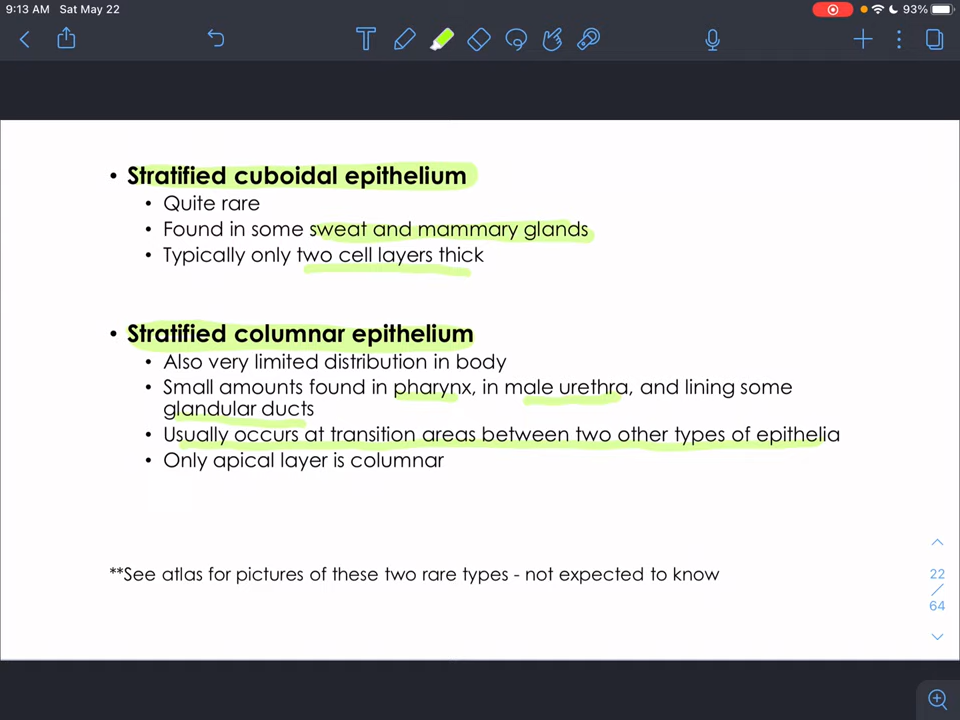 9:13 AM Sat May 22
93%
T
• Stratified cuboidal epithelium
• Quite rare
• Found in some sweat and mammary glands
• Typically only two cell layers thick
• Stratified columnar epithelium
• Also very limited distribution in body
• Small amounts found in pharynx, in male urethra, and lining some
glandular ducts
• Usually occurs at transition areas between two other types of epithelia
• Only apical layer is columnar
**See atlas for pictures of these two rare types - not expected to know
22
/
64